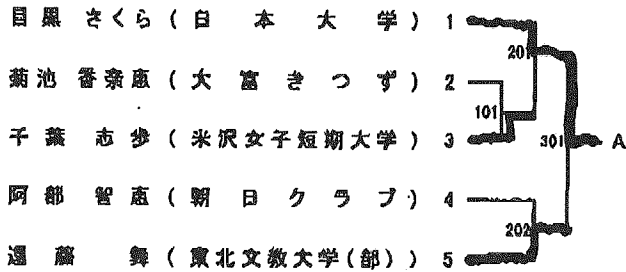 目黒 さくら ( 日本大学 ) 1
菊池 香奈恵 ( 大富きっず ) 2
千葉 志歩 ( 米沢女子短期大学 ) 3
阿部 智恵 ( 朝日クラブ ) 4
遠藤 舞 ( 東北文教大学(部) ) 5
201
101
301
A
202